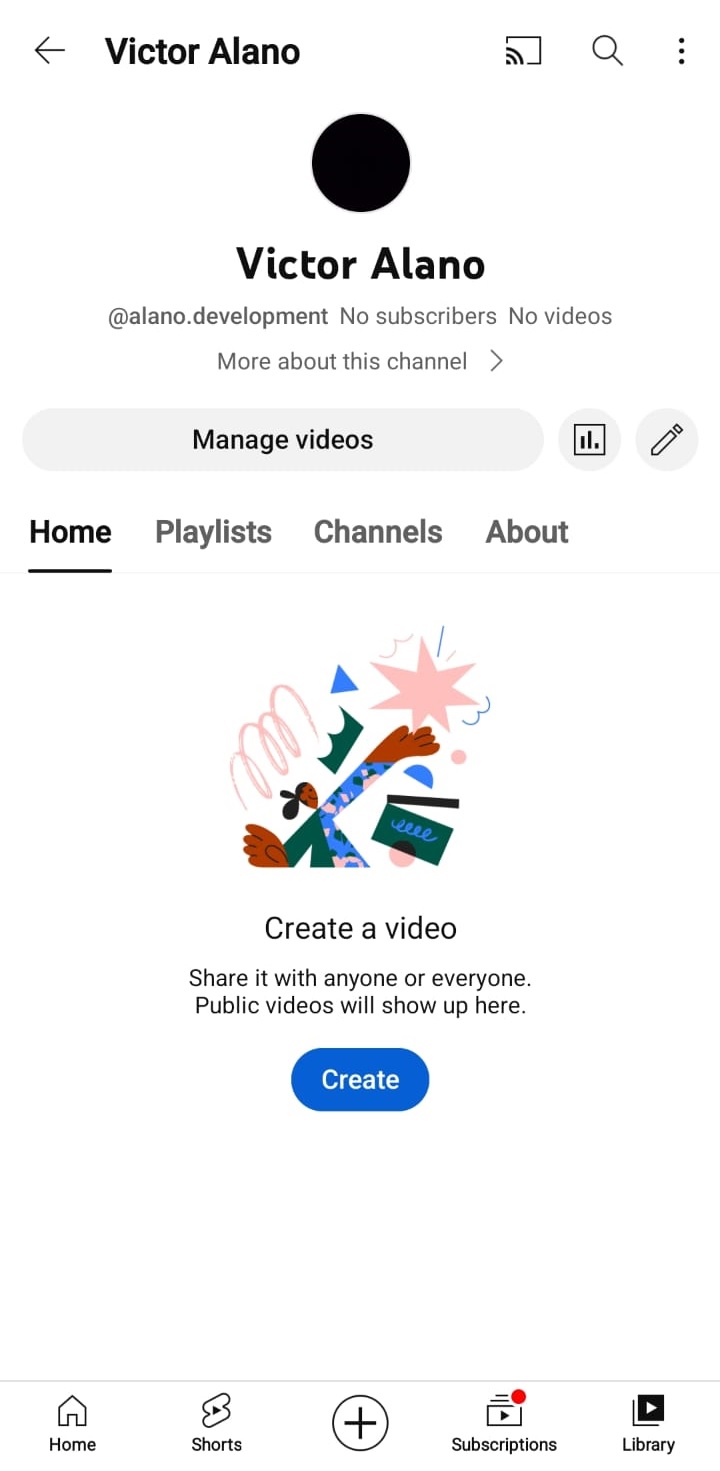 Victor Alano
Victor Alano
@alano.development No subscribers No videos
More about this channel
Manage videos
Home Playlists Channels About
Create a video
Share it with anyone or everyone.
Public videos will show up here.
Create
Home Shorts Subscriptions Library